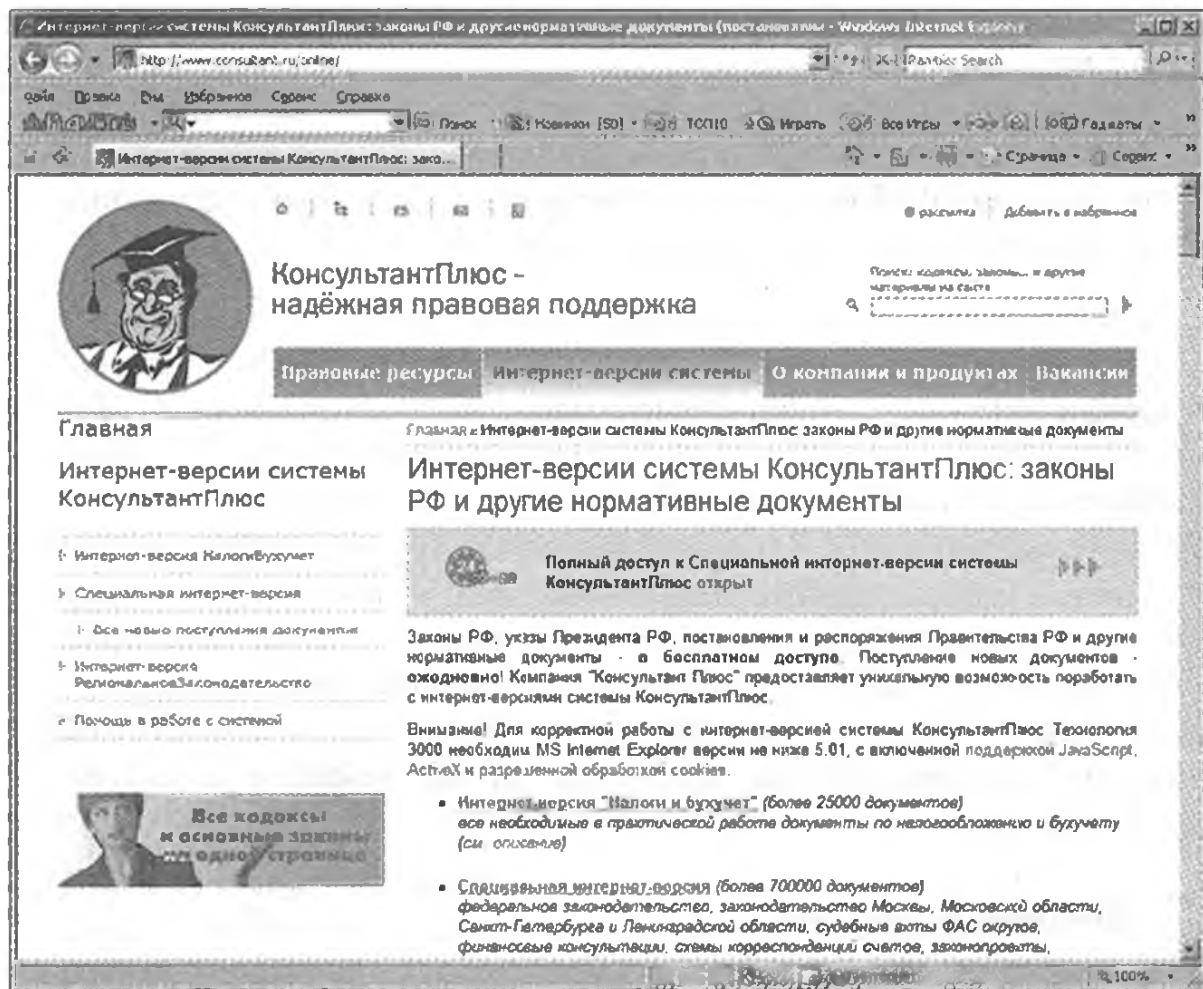 Интернет-версии системы КонсультантПлюс: законы РФ и другие нормативные документы (постановлен - Windows Internet Explorer
http://www.consultant.ru/online/
Rambler Search
Файл Правка Вид Избранное Сервис Справка
Поиск Новинки [50] ТОП10 Играть Все Игры Гаджеты
Интернет-версии системы КонсультантПлюс: зако...
Страница Сервис
рассылка Добавить в избранное
КонсультантПлюс -
надёжная правовая поддержка
Поиск: кодексы, законы... и другие
материалы на сайте
Правовые ресурсы Интернет-версии системы О компании и продуктах Вакансии
Главная
Интернет-версии системы
КонсультантПлюс
Интернет-версия НалогиБухучет
Специальная интернет-версия
Все новые поступления документов
Интернет-версия
РегиональноеЗаконодательство
Помощь в работе с системой
Все кодексы
и основные законы
на одной странице
Главная » Интернет-версии системы КонсультантПлюс: законы РФ и другие нормативные документы
Интернет-версии системы КонсультантПлюс: законы
РФ и другие нормативные документы
Полный доступ к Специальной интернет-версии системы
КонсультантПлюс открыт
Законы РФ, указы Президента РФ, постановления и распоряжения Правительства РФ и другие
нормативные документы - в бесплатном доступе. Поступление новых документов -
ежедневно! Компания "Консультант Плюс" предоставляет уникальную возможность поработать
с интернет-версиями системы КонсультантПлюс.
Внимание! Для корректной работы с интернет-версией системы КонсультантПлюс Технология
3000 необходим MS Internet Explorer версии не ниже 5.01, с включенной поддержкой JavaScript,
ActiveX и разрешенной обработкой cookies.
• Интернет-версия "Налоги и бухучет" (более 25000 документов)
все необходимые в практической работе документы по налогообложению и бухучету
(см. описание)
• Специальная интернет-версия (более 700000 документов)
федеральное законодательство, законодательство Москвы, Московской области,
Санкт-Петербурга и Ленинградской области, судебные акты ФАС округов,
финансовые консультации, схемы корреспонденций счетов, законопроекты,
100%